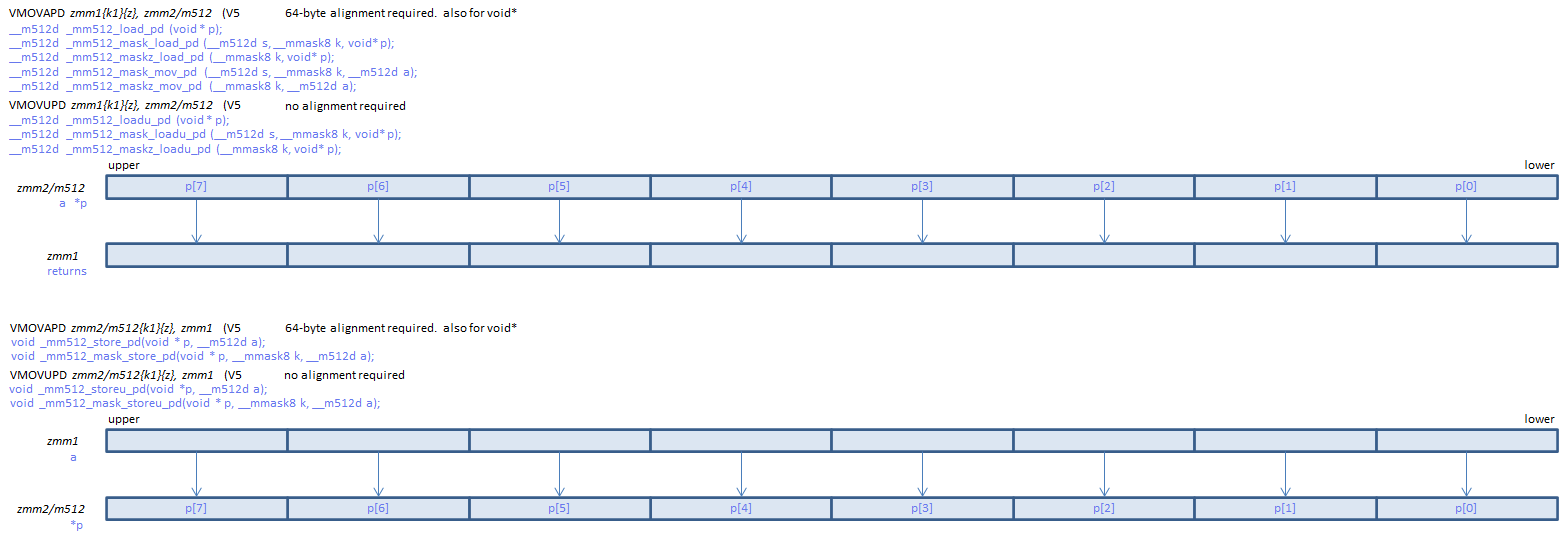 VMOVAPD zmm1{k1}{z}, zmm2/m512 (V5 64-byte alignment required. also for void*
__m512d _mm512_load_pd (void* p);
__m512d _mm512_mask_load_pd (__m512d s, __mmask8 k, void* p);
__m512d _mm512_maskz_load_pd (__mmask8 k, void* p);
__m512d _mm512_mask_mov_pd (__m512d s, __mmask8 k, __m512d a);
__m512d _mm512_maskz_mov_pd (__mmask8 k, __m512d a);
VMOVUPD zmm1{k1}{z}, zmm2/m512 (V5 no alignment required
__m512d _mm512_loadu_pd (void* p);
__m512d _mm512_mask_loadu_pd (__m512d s, __mmask8 k, void* p);
__m512d _mm512_maskz_loadu_pd (__mmask8 k, void* p);
upper lower
zmm2/m512 p[7] p[6] p[5] p[4] p[3] p[2] p[1] p[0]
a *p
zmm1
returns
VMOVAPD zmm2/m512{k1}{z}, zmm1 (V5 64-byte alignment required. also for void*
void _mm512_store_pd(void * p, __m512d a);
void _mm512_mask_store_pd(void * p, __mmask8 k, __m512d a);
VMOVUPD zmm2/m512{k1}{z}, zmm1 (V5 no alignment required
void _mm512_storeu_pd(void *p, __m512d a);
void _mm512_mask_storeu_pd(void * p, __mmask8 k, __m512d a);
upper lower
zmm1
a
zmm2/m512 p[7] p[6] p[5] p[4] p[3] p[2] p[1] p[0]
*p